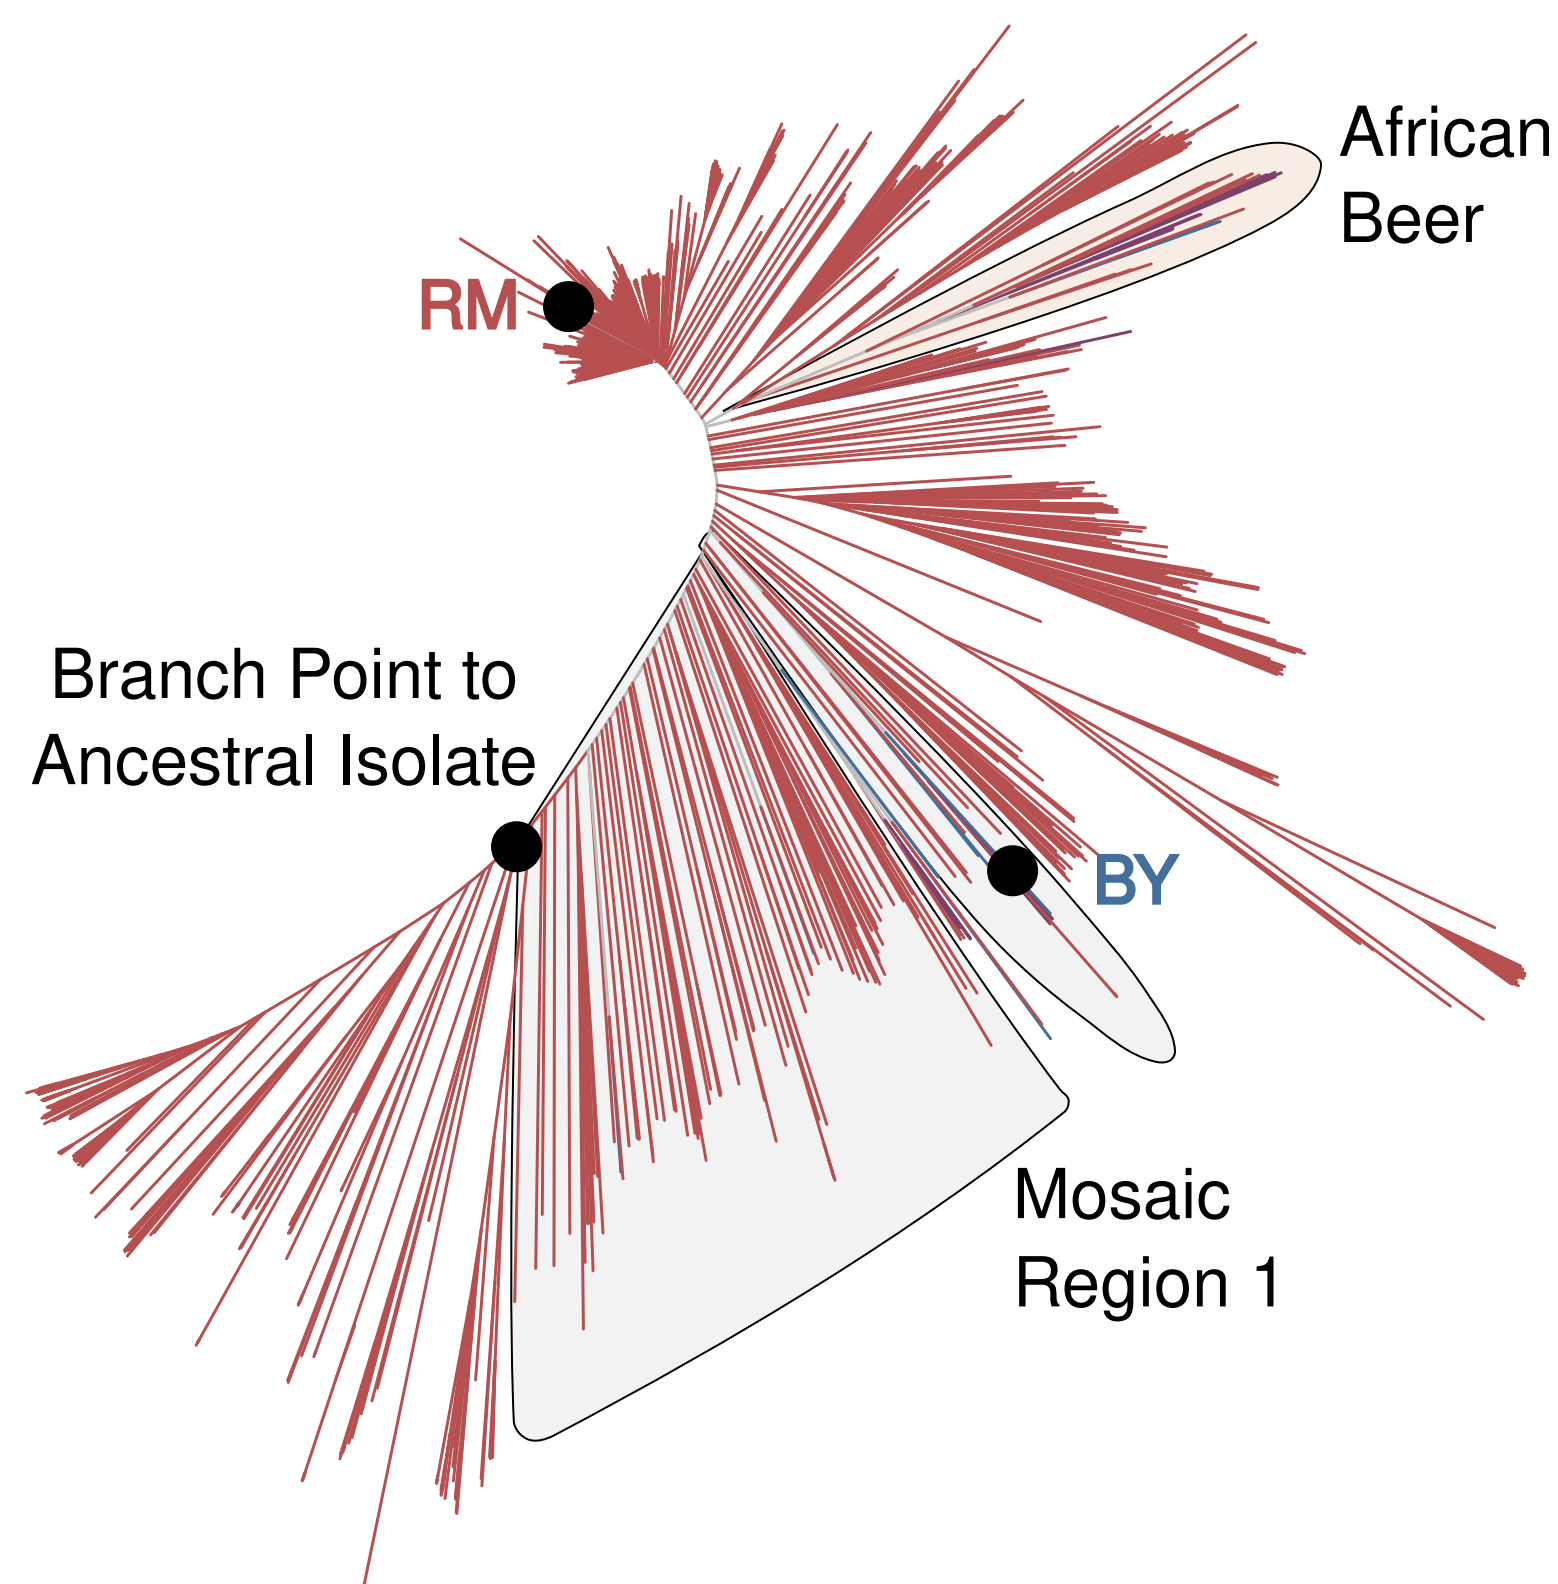 African
Beer
RM
Branch Point to
Ancestral Isolate
BY
Mosaic
Region 1